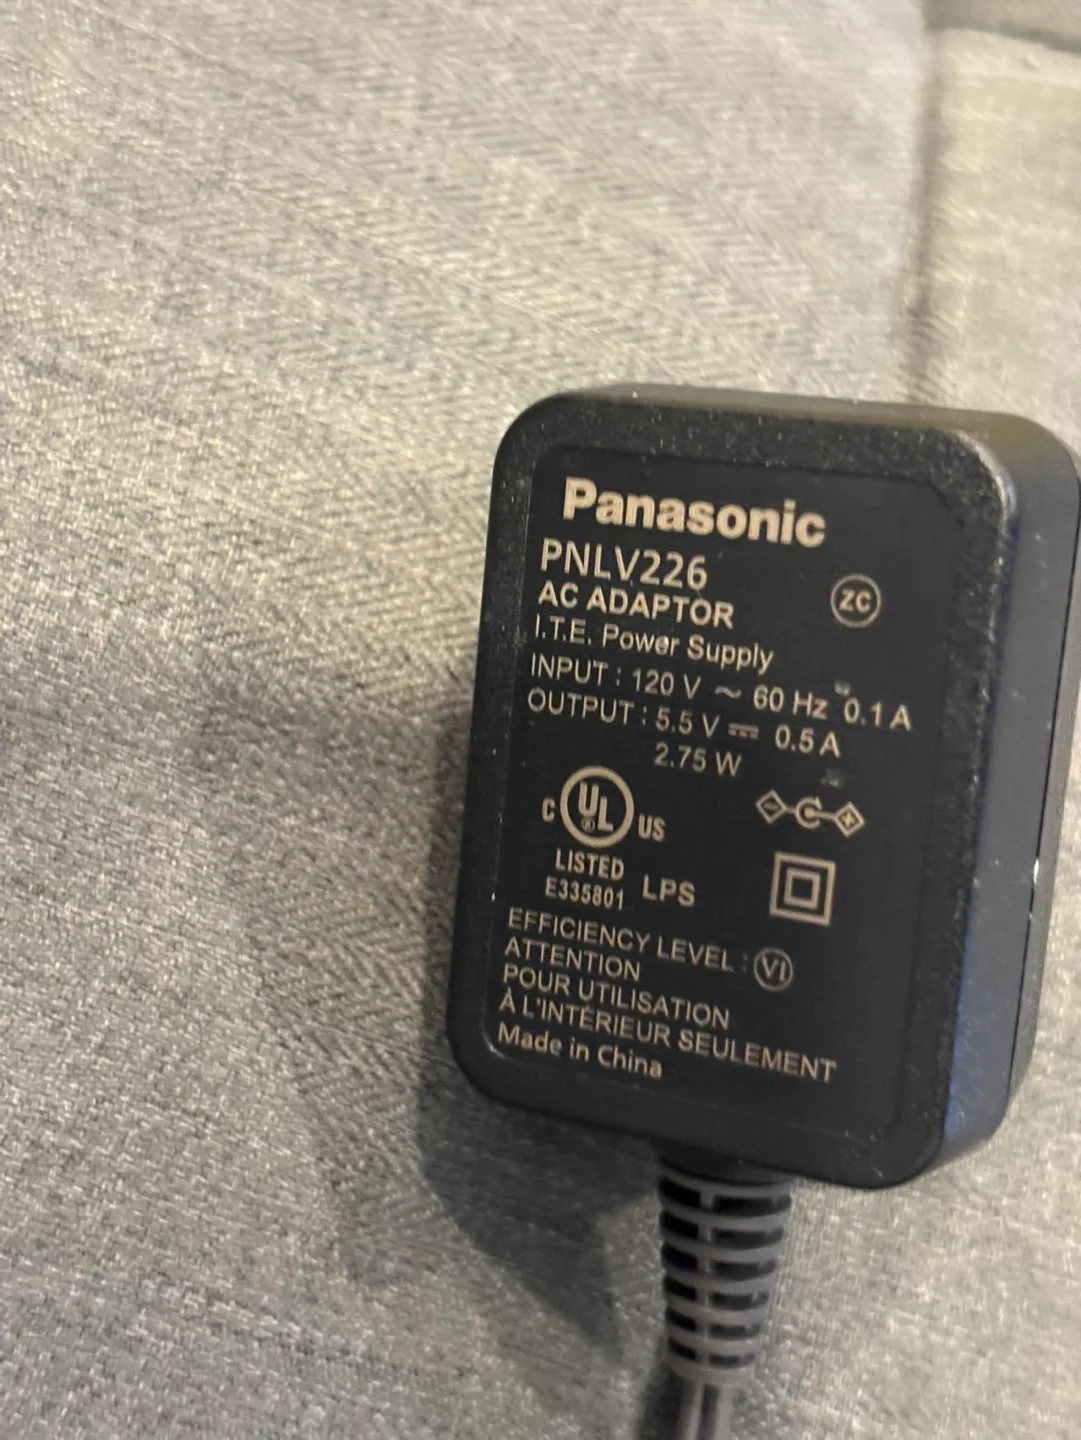 Panasonic
PNLV226
ZC
AC ADAPTOR
I.T.E. Power Supply
INPUT : 120 V ~ 60 Hz 0.1 A
OUTPUT : 5.5 V ⎓ 0.5 A
2.75 W
C UL ® US
LISTED
E335801 LPS
EFFICIENCY LEVEL : VI
ATTENTION
POUR UTILISATION
À L'INTÉRIEUR SEULEMENT
Made in China